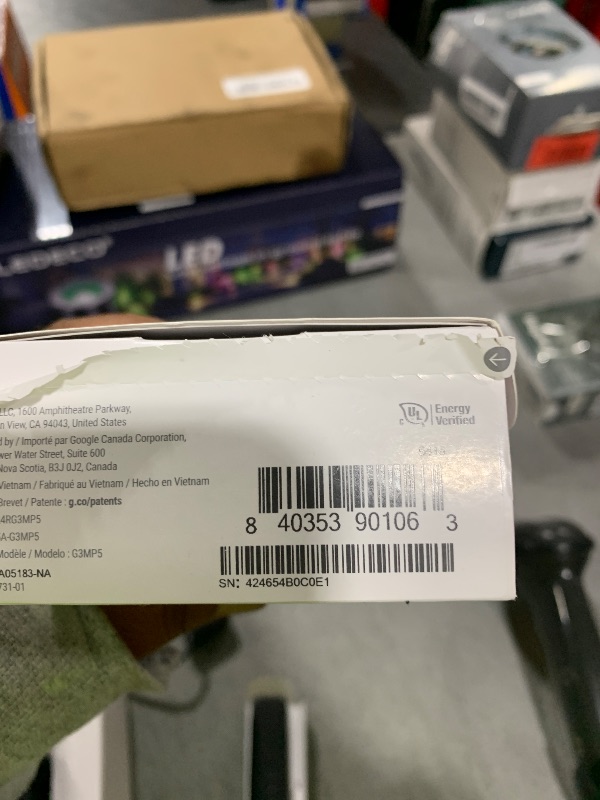 LEDECO
LED
LLC, 1600 Amphitheatre Parkway,
n View, CA 94043, United States
d by / Importé par Google Canada Corporation,
wer Water Street, Suite 600
Nova Scotia, B3J 0J2, Canada
Vietnam / Fabriqué au Vietnam / Hecho en Vietnam
Brevet / Patente : g.co/patents
4RG3MP5
A-G3MP5
Modèle / Modelo : G3MP5
A05183-NA
731-01
c UL Energy
Verified
8 40353 90106 3
SN: 424654B0C0E1